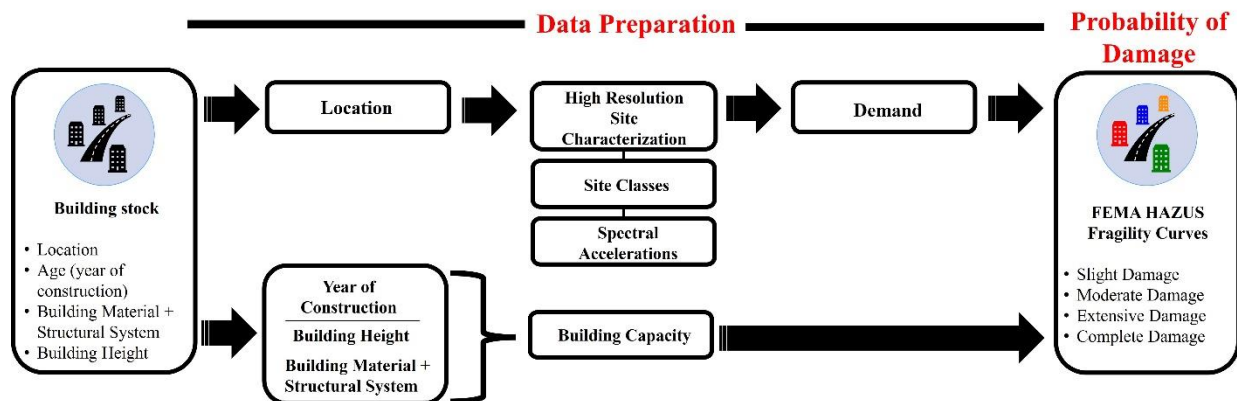 Data Preparation
Probability of
Damage
Building stock
• Location
• Age (year of
construction)
• Building Material +
Structural System
• Building Height
Location
High Resolution
Site
Characterization
Site Classes
Spectral
Accelerations
Demand
Year of
Construction
Building Height
Building Material +
Structural System
Building Capacity
FEMA HAZUS
Fragility Curves
• Slight Damage
• Moderate Damage
• Extensive Damage
• Complete Damage